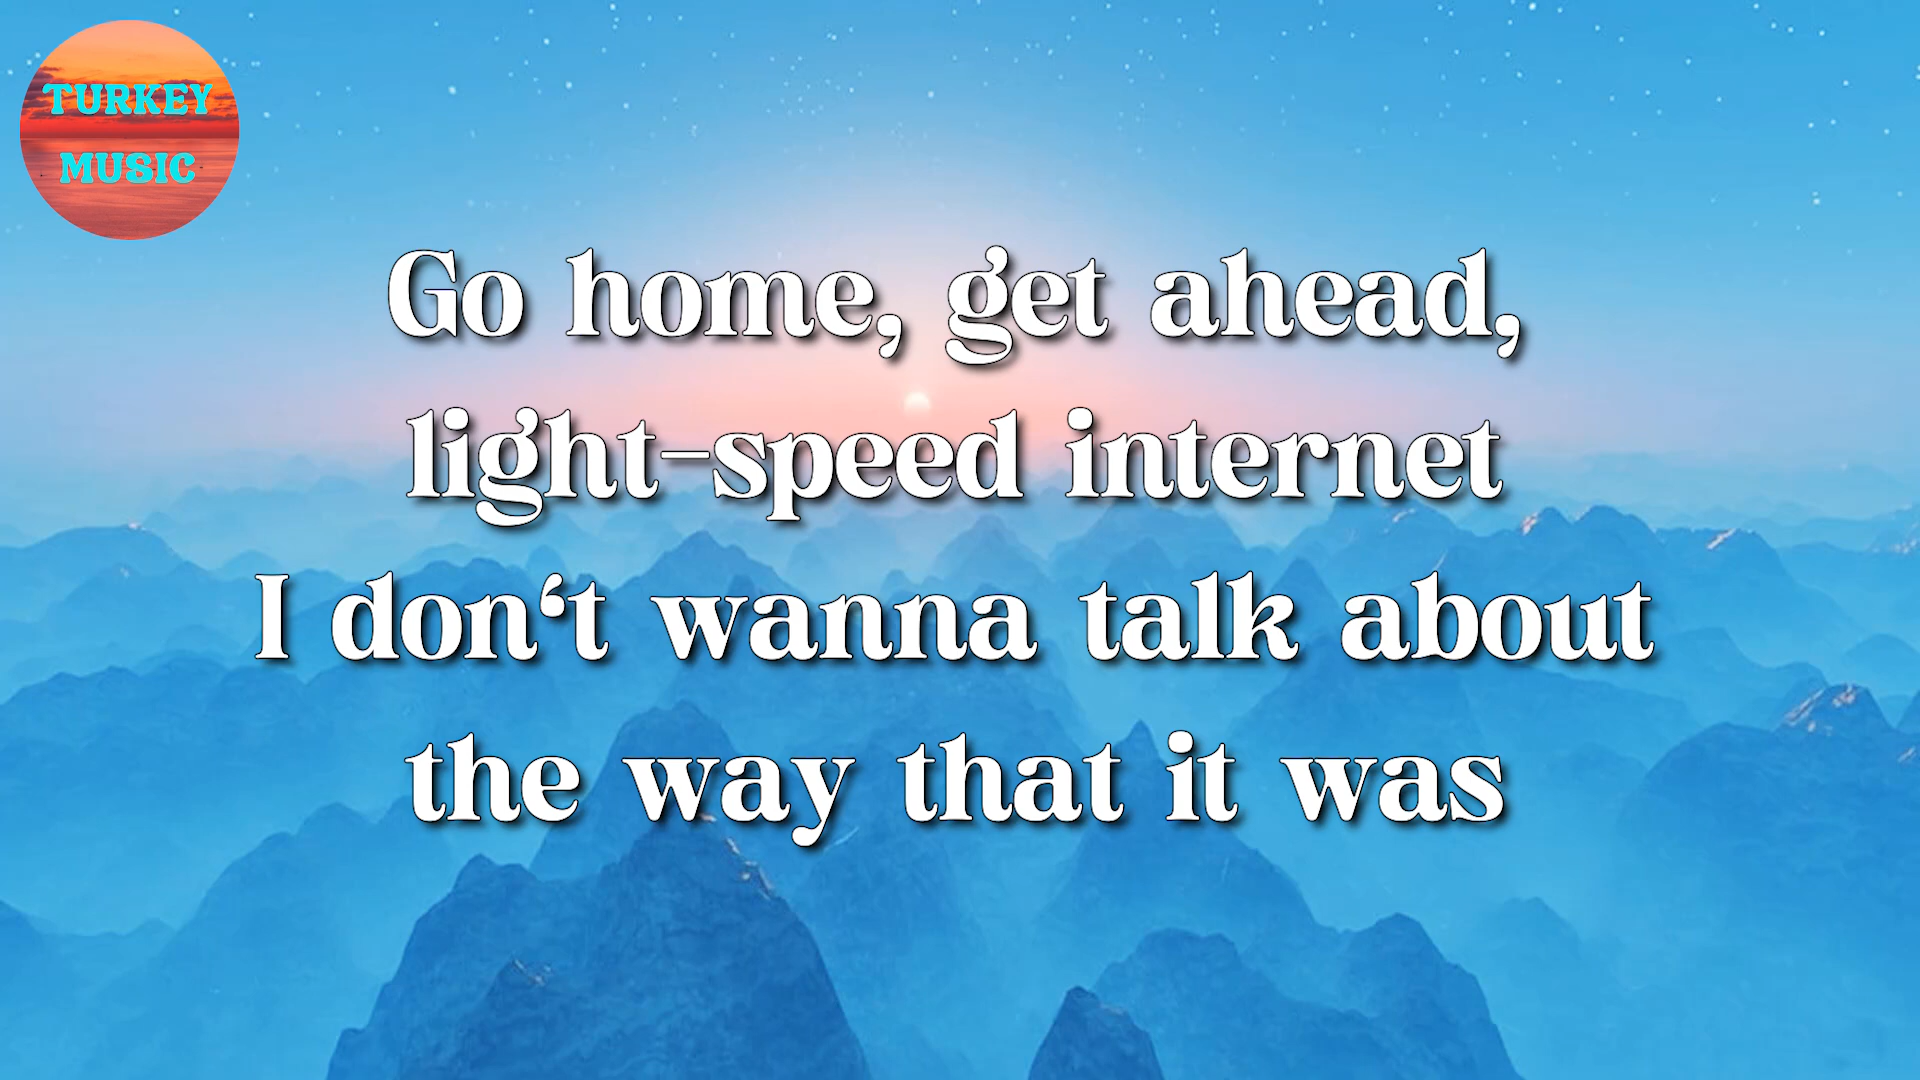 TURKEY
MUSIC
Go home, get ahead,
light-speed internet
I don‘t wanna talk about
the way that it was